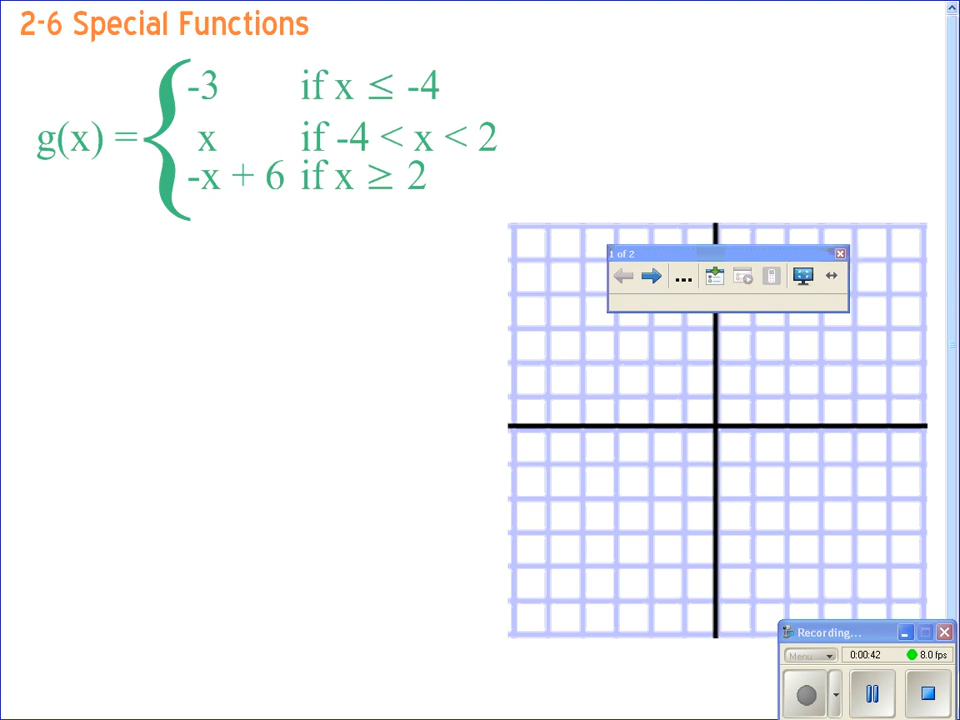 2-6 Special Functions
-3 if x ≤ -4
g(x) = { x if -4 < x < 2
-x + 6 if x ≥ 2
1 of 2
...
Recording...
Menu
0:00:42 8.0 fps